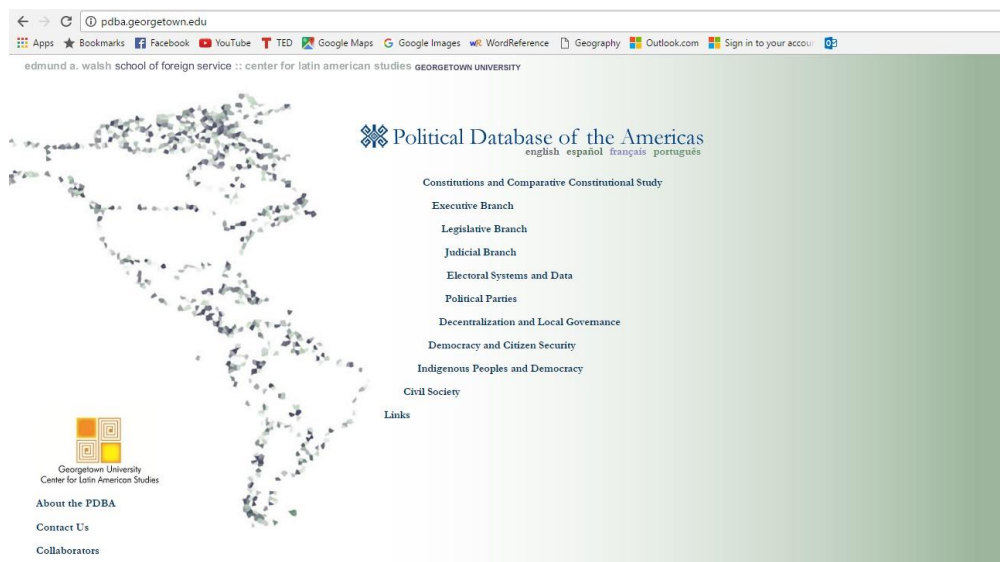 pdba.georgetown.edu
Apps Bookmarks Facebook YouTube TED Google Maps Google Images WordReference Geography Outlook.com Sign in to your accou
edmund a. walsh school of foreign service :: center for latin american studies GEORGETOWN UNIVERSITY
Political Database of the Americas
english español français português
Constitutions and Comparative Constitutional Study
Executive Branch
Legislative Branch
Judicial Branch
Electoral Systems and Data
Political Parties
Decentralization and Local Governance
Democracy and Citizen Security
Indigenous Peoples and Democracy
Civil Society
Links
Georgetown University
Center for Latin American Studies
About the PDBA
Contact Us
Collaborators